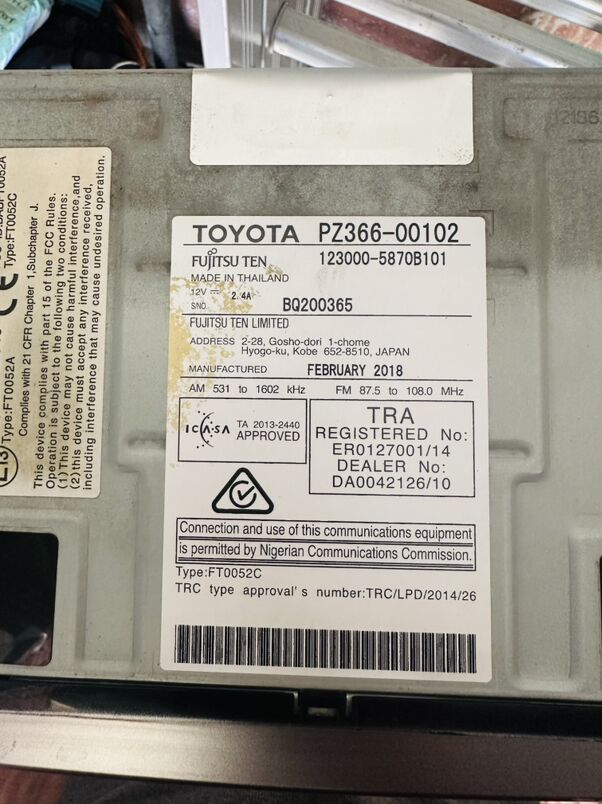 TOYOTA PZ366-00102
FUJITSU TEN 123000-5870B101
MADE IN THAILAND
12V ⎓ 2.4A
SNO. BQ200365
FUJITSU TEN LIMITED
ADDRESS 2-28, Gosho-dori 1-chome
Hyogo-ku, Kobe 652-8510, JAPAN
MANUFACTURED FEBRUARY 2018
AM 531 to 1602 kHz FM 87.5 to 108.0 MHz
ICASA TA 2013-2440
APPROVED
TRA
REGISTERED No:
ER0127001/14
DEALER No:
DA0042126/10
Connection and use of this communications equipment
is permitted by Nigerian Communications Commission.
Type:FT0052C
TRC type approval's number:TRC/LPD/2014/26
Type:FT0052C
CE
Type:FT0052A
Complies with 21 CFR Chapter 1,Subchapter J.
This device complies with part 15 of the FCC Rules.
Operation is subject to the following two conditions:
(1)This device may not cause harmful interference,and
(2)this device must accept any interference received,
including interference that may cause undesired operation.